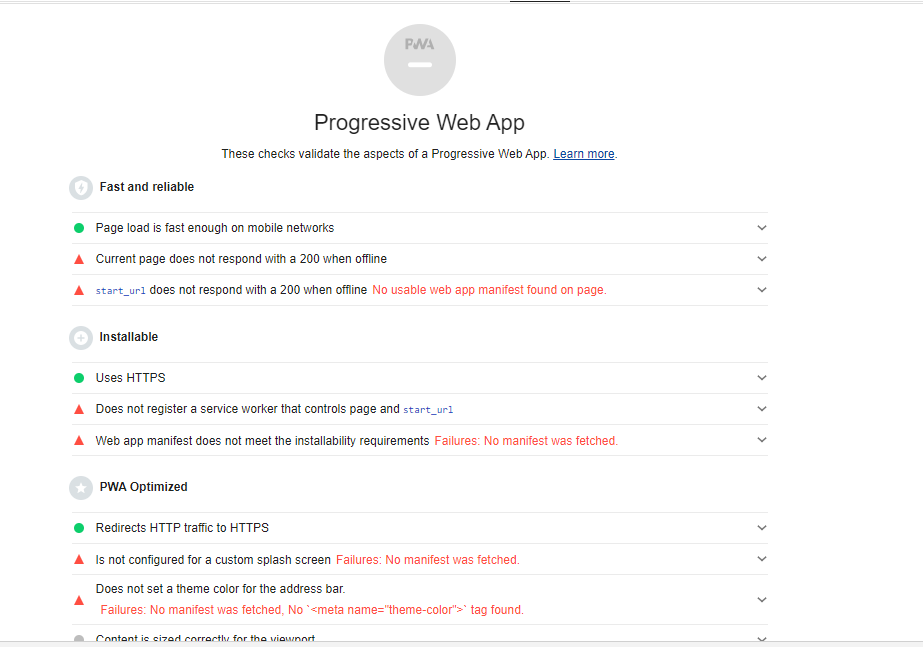 PWA
Progressive Web App
These checks validate the aspects of a Progressive Web App. Learn more.
Fast and reliable
Page load is fast enough on mobile networks
Current page does not respond with a 200 when offline
start_url does not respond with a 200 when offline No usable web app manifest found on page.
Installable
Uses HTTPS
Does not register a service worker that controls page and start_url
Web app manifest does not meet the installability requirements Failures: No manifest was fetched.
PWA Optimized
Redirects HTTP traffic to HTTPS
Is not configured for a custom splash screen Failures: No manifest was fetched.
Does not set a theme color for the address bar.
Failures: No manifest was fetched, No `<meta name="theme-color">` tag found.
Content is sized correctly for the viewport